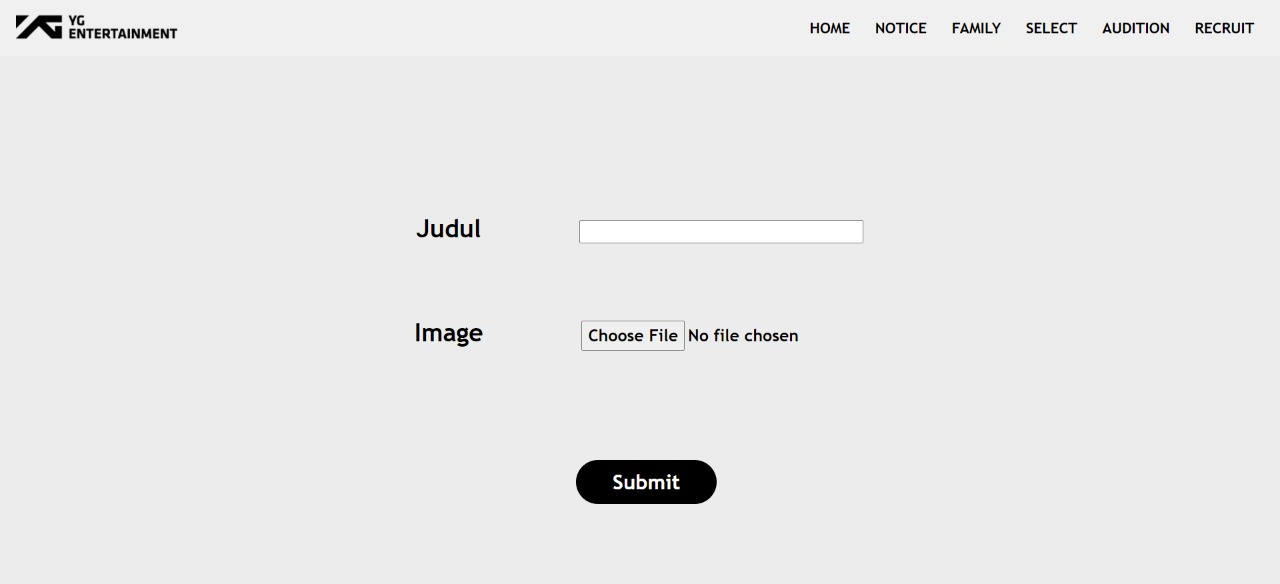 YG
ENTERTAINMENT
HOME NOTICE FAMILY SELECT AUDITION RECRUIT
Judul
Image
Choose File No file chosen
Submit